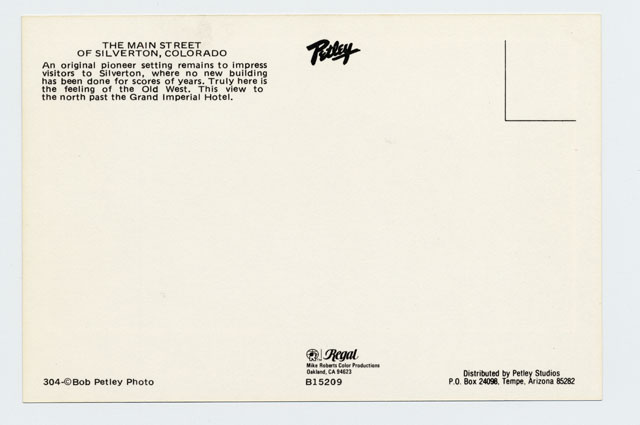 THE MAIN STREET
OF SILVERTON, COLORADO
An original pioneer setting remains to impress
visitors to Silverton, where no new building
has been done for scores of years. Truly here is
the feeling of the Old West. This view to
the north past the Grand Imperial Hotel.
Petley
Regal
Mike Roberts Color Productions
Oakland, CA 94623
B15209
304-©Bob Petley Photo
Distributed by Petley Studios
P.O. Box 24098, Tempe, Arizona 85282